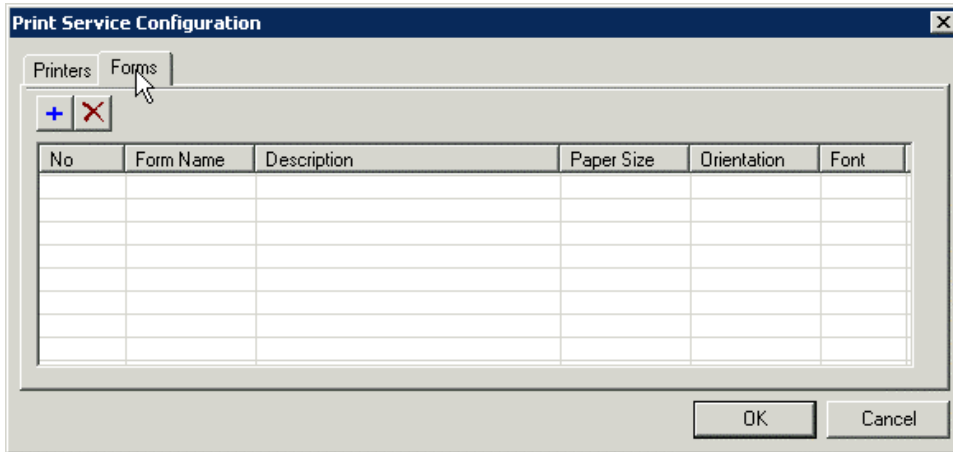 Print Service Configuration
Printers Forms
No Form Name Description Paper Size Orientation Font
OK Cancel